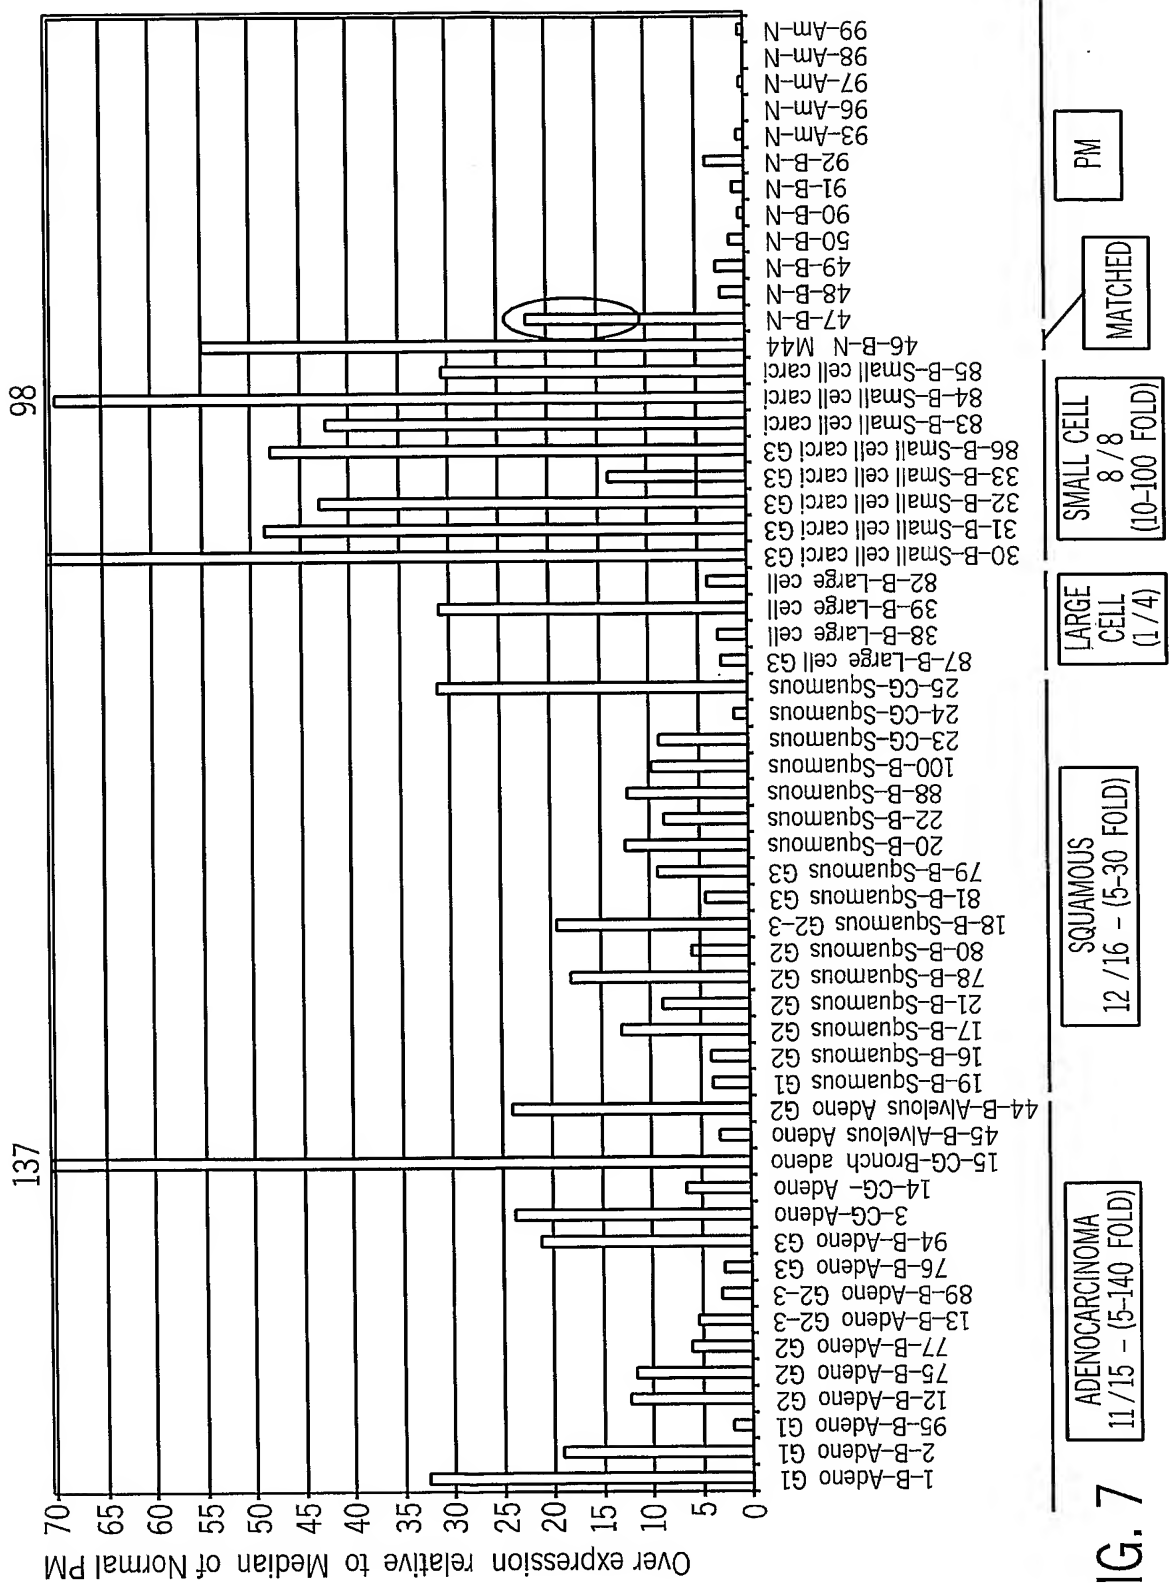 Over expression relative to Median of Normal PM
70
65
60
55
50
45
40
35
30
25
20
15
10
5
0
137
98
1-B-Adeno G1
2-B-Adeno G1
95-B-Adeno G1
12-B-Adeno G2
75-B-Adeno G2
77-B-Adeno G2
13-B-Adeno G2-3
89-B-Adeno G2-3
76-B-Adeno G3
94-B-Adeno G3
3-CG-Adeno
14-CG- Adeno
15-CG-Bronch adeno
45-B-Alvelous Adeno
44-B-Alvelous Adeno G2
19-B-Squamous G1
16-B-Squamous G2
17-B-Squamous G2
21-B-Squamous G2
78-B-Squamous G2
80-B-Squamous G2
18-B-Squamous G2-3
81-B-Squamous G3
79-B-Squamous G3
20-B-Squamous
22-B-Squamous
88-B-Squamous
100-B-Squamous
23-CG-Squamous
24-CG-Squamous
25-CG-Squamous
87-B-Large cell G3
38-B-Large cell
39-B-Large cell
82-B-Large cell
30-B-Small cell carci G3
31-B-Small cell carci G3
32-B-Small cell carci G3
33-B-Small cell carci G3
86-B-Small cell carci G3
83-B-Small cell carci
84-B-Small cell carci
85-B-Small cell carci
46-B-N M44
47-B-N
48-B-N
49-B-N
50-B-N
90-B-N
91-B-N
92-B-N
93-Am-N
96-Am-N
97-Am-N
98-Am-N
99-Am-N
ADENOCARCINOMA
11/15 - (5-140 FOLD)
SQUAMOUS
12/16 - (5-30 FOLD)
LARGE
CELL
(1/4)
SMALL CELL
8/8
(10-100 FOLD)
MATCHED
PM
IG. 7